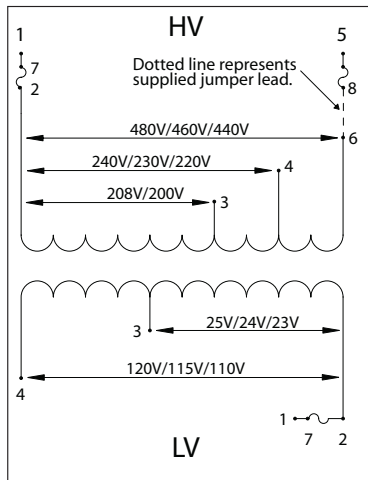 HV
1 5
7
2
Dotted line represents
supplied jumper lead.
8
480V/460V/440V
6
240V/230V/220V
4
208V/200V
3
3
25V/24V/23V
120V/115V/110V
4
1
7 2
LV